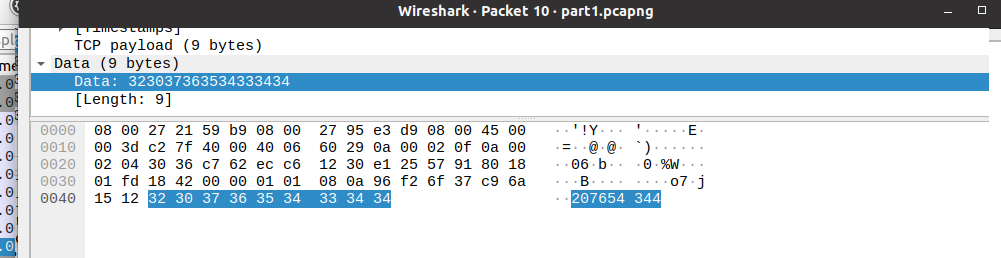 Wireshark · Packet 10 · part1.pcapng
[Timestamps]
TCP payload (9 bytes)
Data (9 bytes)
Data: 323037363534333434
[Length: 9]
0000 08 00 27 21 59 b9 08 00 27 95 e3 d9 08 00 45 00 ··'!Y··· '·····E·
0010 00 3d c2 7f 40 00 40 06 60 29 0a 00 02 0f 0a 00 ·=··@·@· `)······
0020 02 04 30 36 c7 62 ec c6 12 30 e1 25 57 91 80 18 ··06·b·· ·0·%W···
0030 01 fd 18 42 00 00 01 01 08 0a 96 f2 6f 37 c9 6a ···B···· ····o7·j
0040 15 12 32 30 37 36 35 34 33 34 34 ··207654 344